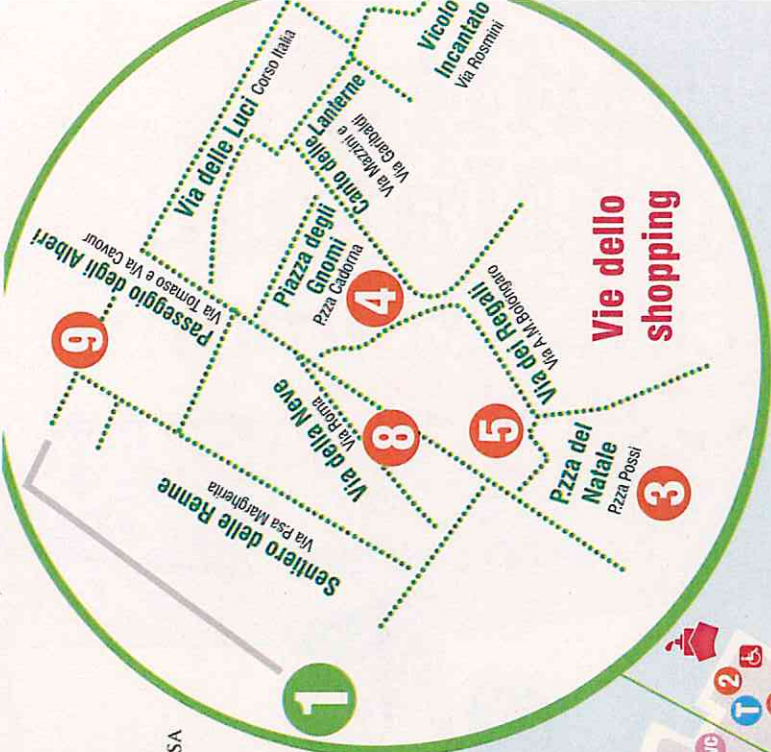 Via delle Luci Corso Italia
Vicolo
Incantato
Via Rosmini
Canto delle Lanterne
Via Mazzini e
Via Garibaldi
Passeggio degli Alberi
Via Tomaso e Via Cavour
Piazza degli
Gnomi
P.zza Cadorna
9
4
Via dei Regali
Via A.M.Bolongaro
Vie dello
shopping
Via della Neve
Via Roma
8
5
Sentiero delle Renne
Via P.sa Margherita
P.zza del
Natale
P.zza Possi
3
1
SA
2
T
WC